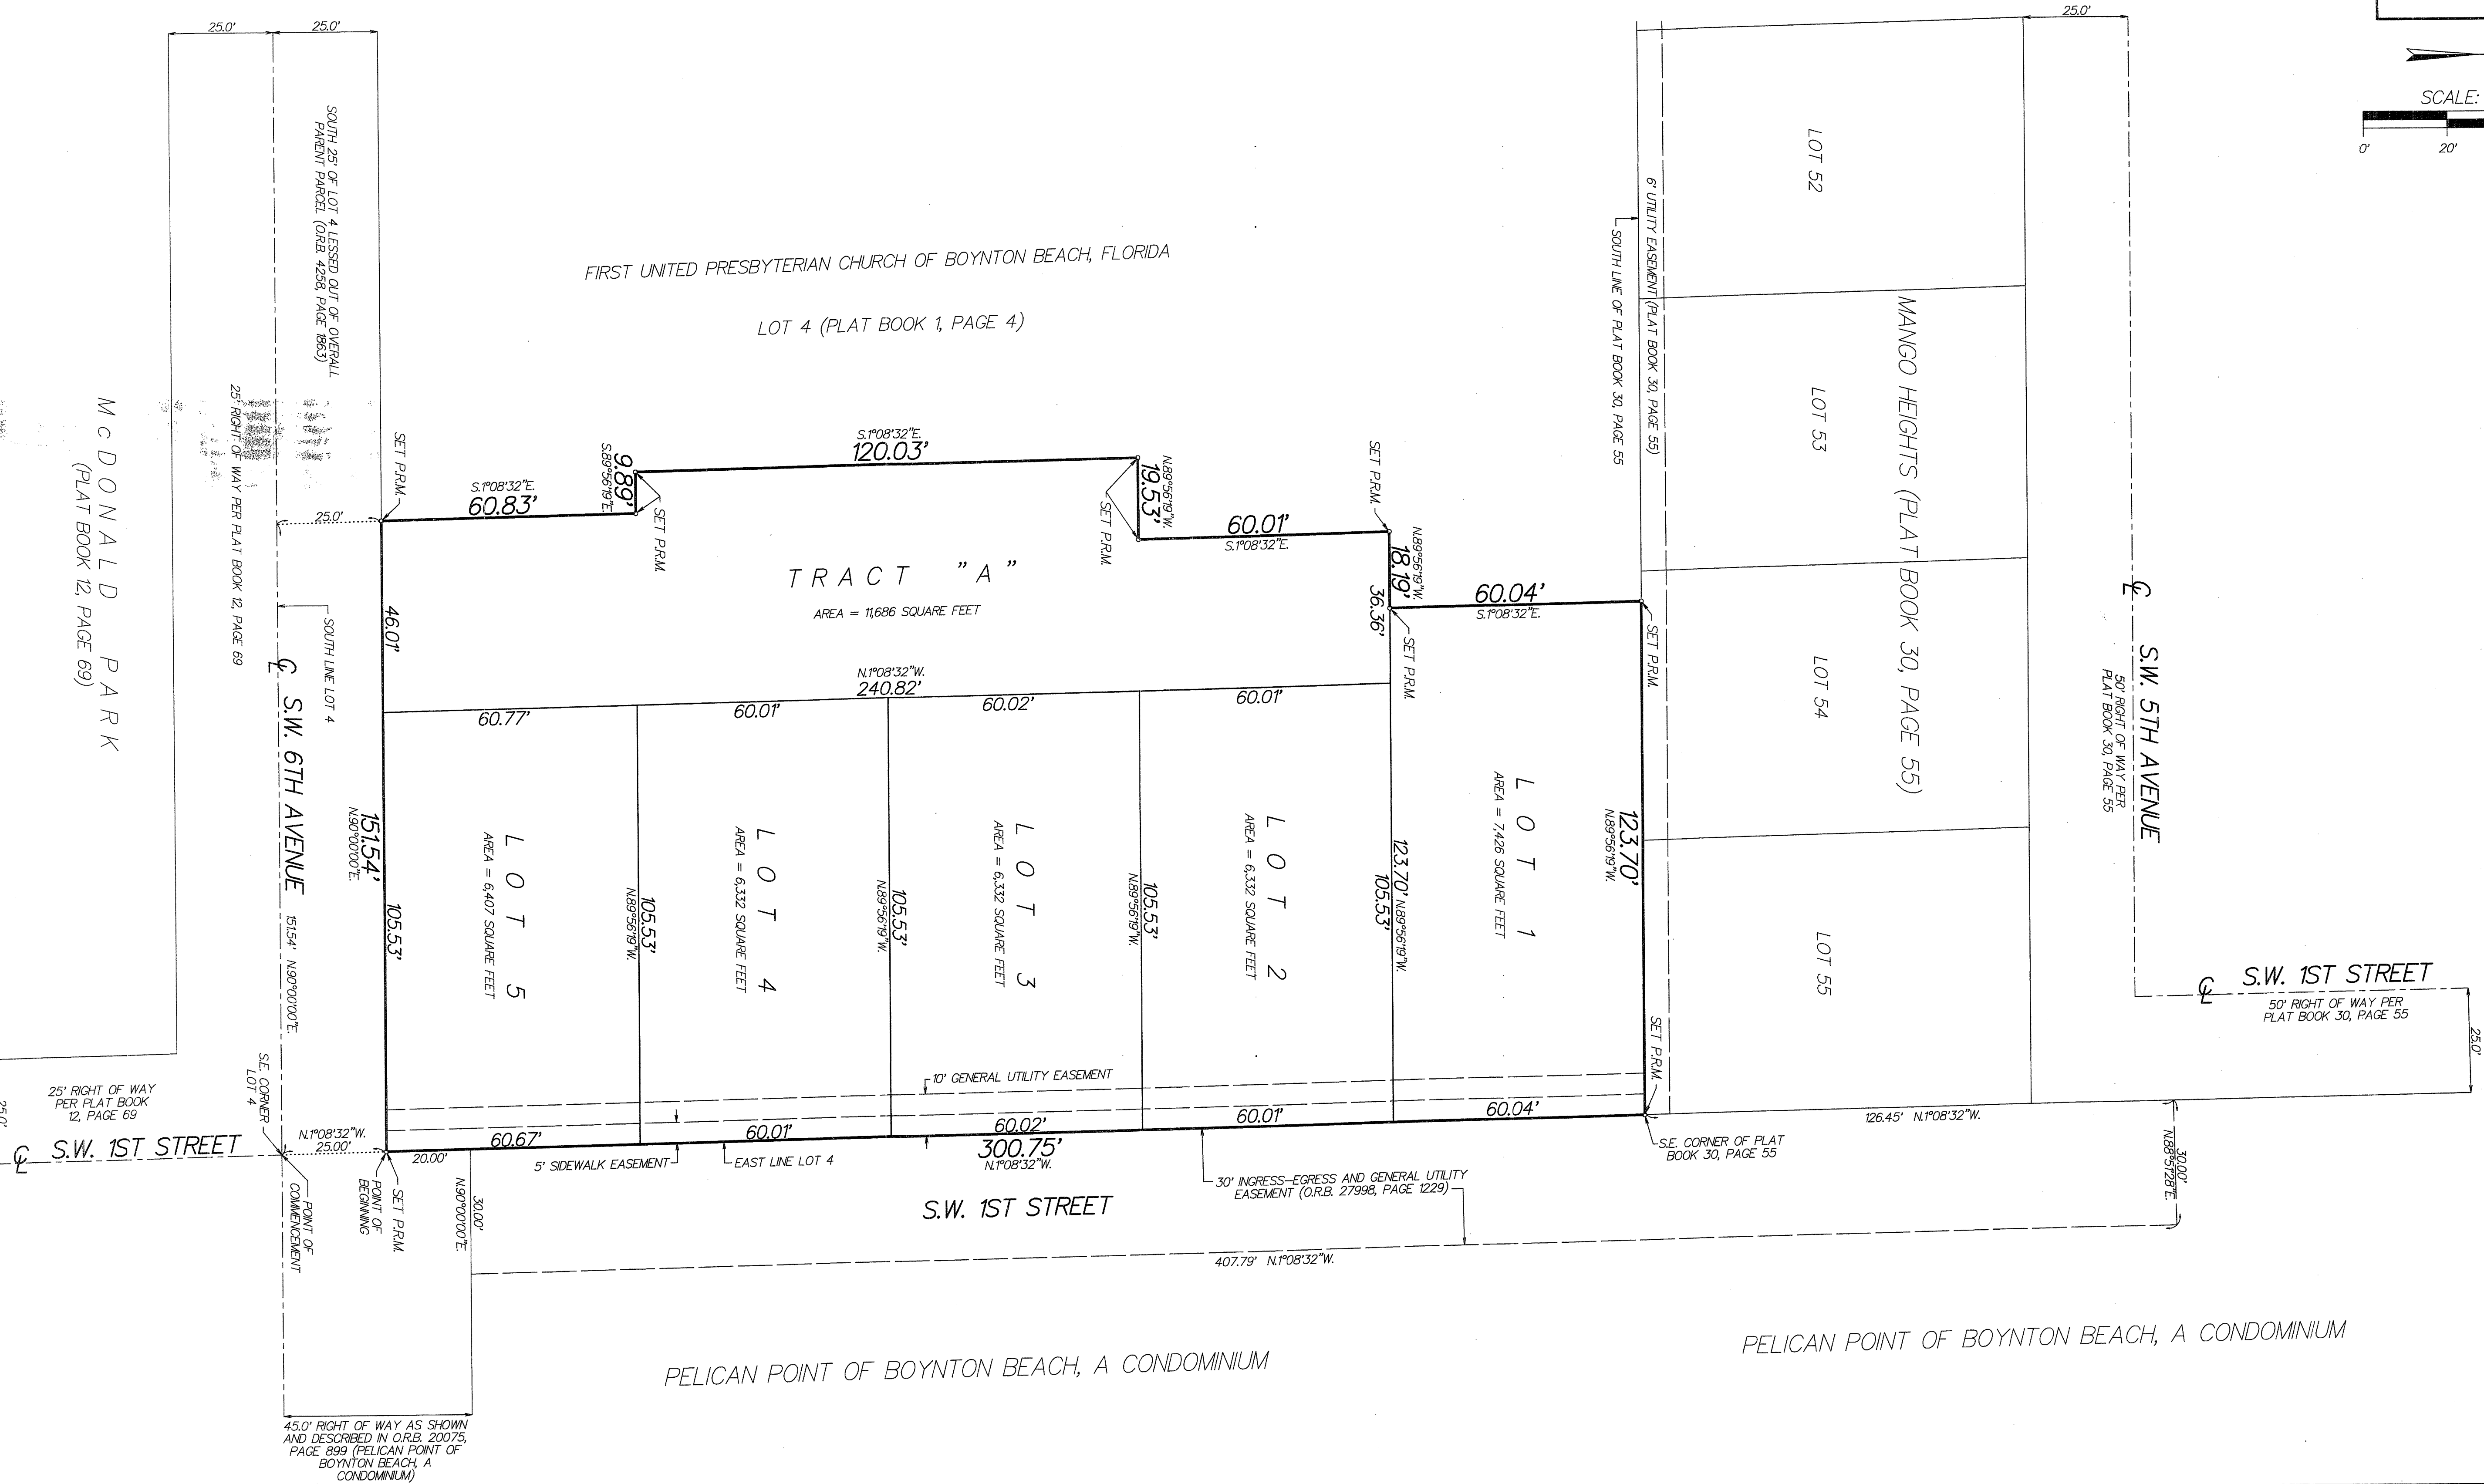 25.0'
25.0'
25.0'
SCALE:
0'
20'
SOUTH 25' OF LOT 4 LESSED OUT OF OVERALL
PARENT PARCEL (O.R.B. 4258, PAGE 1863)
25' RIGHT OF WAY PER PLAT BOOK 12, PAGE 69
McDONALD PARK
(PLAT BOOK 12, PAGE 69)
FIRST UNITED PRESBYTERIAN CHURCH OF BOYNTON BEACH, FLORIDA
LOT 4 (PLAT BOOK 1, PAGE 4)
6' UTILITY EASEMENT (PLAT BOOK 30, PAGE 55)
SOUTH LINE OF PLAT BOOK 30, PAGE 55
LOT 52
LOT 53
LOT 54
LOT 55
MANGO HEIGHTS (PLAT BOOK 30, PAGE 55)
S.W. 5TH AVENUE
50' RIGHT OF WAY PER
PLAT BOOK 30, PAGE 55
S.W. 1ST STREET
50' RIGHT OF WAY PER
PLAT BOOK 30, PAGE 55
25.0'
SET P.R.M.
25.0'
S.1°08'32"E.
60.83'
9.89'
S.89°56'19"E.
SET P.R.M.
S.1°08'32"E.
120.03'
N.89°56'19"W.
19.53'
SET P.R.M.
60.01'
S.1°08'32"E.
SET P.R.M.
N.89°56'19"W.
18.19'
36.36'
SET P.R.M.
60.04'
S.1°08'32"E.
SET P.R.M.
TRACT "A"
AREA = 11,686 SQUARE FEET
46.01'
SOUTH LINE LOT 4
N.1°08'32"W.
240.82'
60.77'
60.01'
60.02'
60.01'
S.W. 6TH AVENUE
151.54' N.90°00'00"E.
151.54'
N.90°00'00"E.
105.53'
LOT 5
AREA = 6,407 SQUARE FEET
105.53'
N.89°56'19"W.
LOT 4
AREA = 6,332 SQUARE FEET
105.53'
N.89°56'19"W.
LOT 3
AREA = 6,332 SQUARE FEET
105.53'
N.89°56'19"W.
LOT 2
AREA = 6,332 SQUARE FEET
123.70' N.89°56'19"W.
105.53'
LOT 1
AREA = 7,426 SQUARE FEET
123.70'
N.89°56'19"W.
SET P.R.M.
10' GENERAL UTILITY EASEMENT
25' RIGHT OF WAY
PER PLAT BOOK
12, PAGE 69
25.0'
S.E. CORNER
LOT 4
S.W. 1ST STREET
N.1°08'32"W.
25.00'
60.67'
60.01'
60.02'
60.01'
60.04'
20.00'
300.75'
N.1°08'32"W.
5' SIDEWALK EASEMENT
EAST LINE LOT 4
S.E. CORNER OF PLAT
BOOK 30, PAGE 55
126.45' N.1°08'32"W.
30.00'
N.88°51'28"E.
POINT OF
COMMENCEMENT
POINT OF
BEGINNING
SET P.R.M.
30.00'
N.90°00'00"E.
30' INGRESS-EGRESS AND GENERAL UTILITY
EASEMENT (O.R.B. 27998, PAGE 1229)
S.W. 1ST STREET
407.79' N.1°08'32"W.
PELICAN POINT OF BOYNTON BEACH, A CONDOMINIUM
PELICAN POINT OF BOYNTON BEACH, A CONDOMINIUM
45.0' RIGHT OF WAY AS SHOWN
AND DESCRIBED IN O.R.B. 20075,
PAGE 899 (PELICAN POINT OF
BOYNTON BEACH, A
CONDOMINIUM)